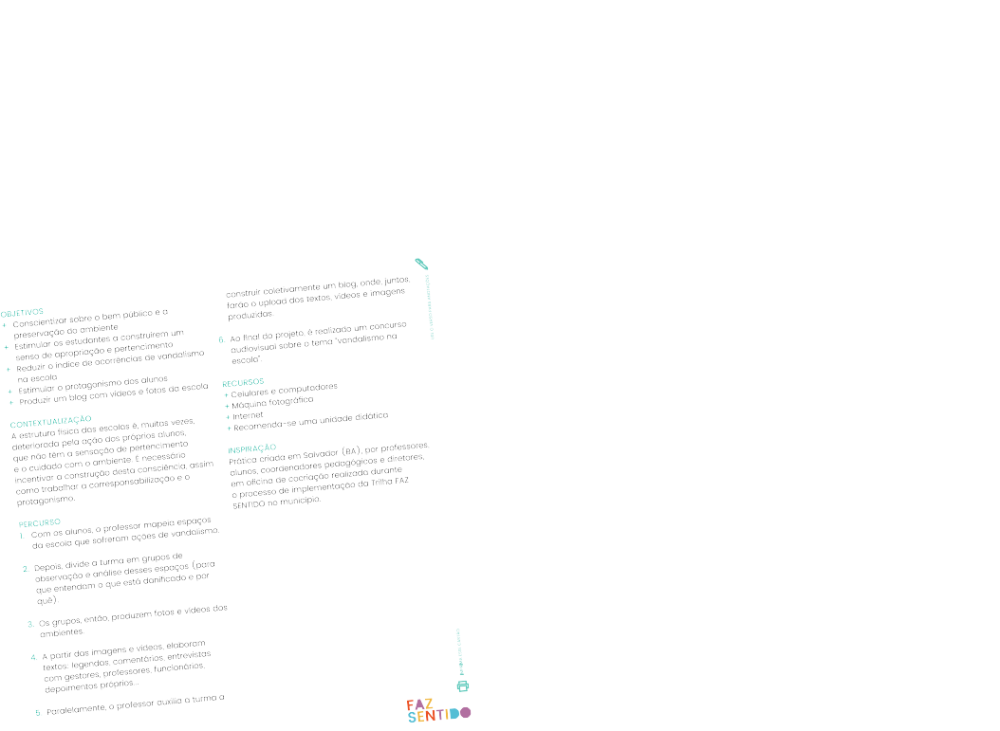 OBJETIVOS
+ Conscientizar sobre o bem público e a
preservação do ambiente
+ Estimular os estudantes a construírem um
senso de apropriação e pertencimento
+ Reduzir o índice de ocorrências de vandalismo
na escola
+ Estimular o protagonismo dos alunos
+ Produzir um blog com vídeos e fotos da escola
CONTEXTUALIZAÇÃO
A estrutura física das escolas é, muitas vezes,
deteriorada pela ação dos próprios alunos,
que não têm a sensação de pertencimento
e o cuidado com o ambiente. É necessário
incentivar a construção desta consciência, assim
como trabalhar a corresponsabilização e o
protagonismo.
PERCURSO
1. Com os alunos, o professor mapeia espaços
da escola que sofreram ações de vandalismo.
2. Depois, divide a turma em grupos de
observação e análise desses espaços (para
que entendam o que está danificado e por
quê).
3. Os grupos, então, produzem fotos e vídeos dos
ambientes.
4. A partir das imagens e vídeos, elaboram
textos: legendas, comentários, entrevistas
com gestores, professores, funcionários;
depoimentos próprios...
5. Paralelamente, o professor auxilia a turma a
construir coletivamente um blog, onde, juntos,
farão o upload dos textos, vídeos e imagens
produzidas.
6. Ao final do projeto, é realizado um concurso
audiovisual sobre o tema "vandalismo na
escola".
RECURSOS
+ Celulares e computadores
+ Máquina fotográfica
+ Internet
+ Recomenda-se uma unidade didática
INSPIRAÇÃO
Prática criada em Salvador (BA), por professores,
alunos, coordenadores pedagógicos e diretores,
em oficina de cocriação realizada durante
o processo de implementação da Trilha FAZ
SENTIDO no município.
FAZ
SENTIDO